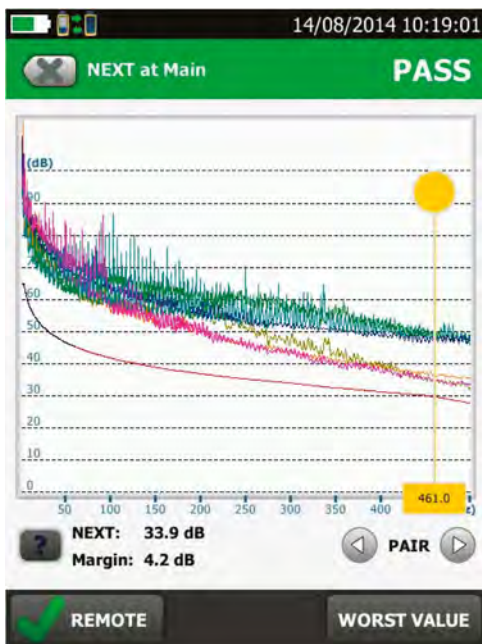 14/08/2014 10:19:01
NEXT at Main
PASS
(dB)
90
60
50
40
30
20
10
0
50 100 150 200 250 300 350 400
461.0
z)
?
NEXT: 33.9 dB
Margin: 4.2 dB
PAIR
REMOTE
WORST VALUE